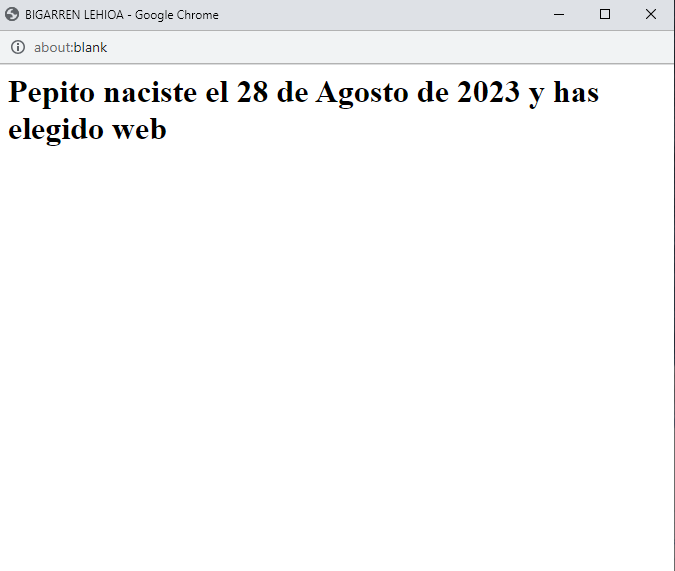 BIGARREN LEHIOA - Google Chrome
about:blank
Pepito naciste el 28 de Agosto de 2023 y has
elegido web